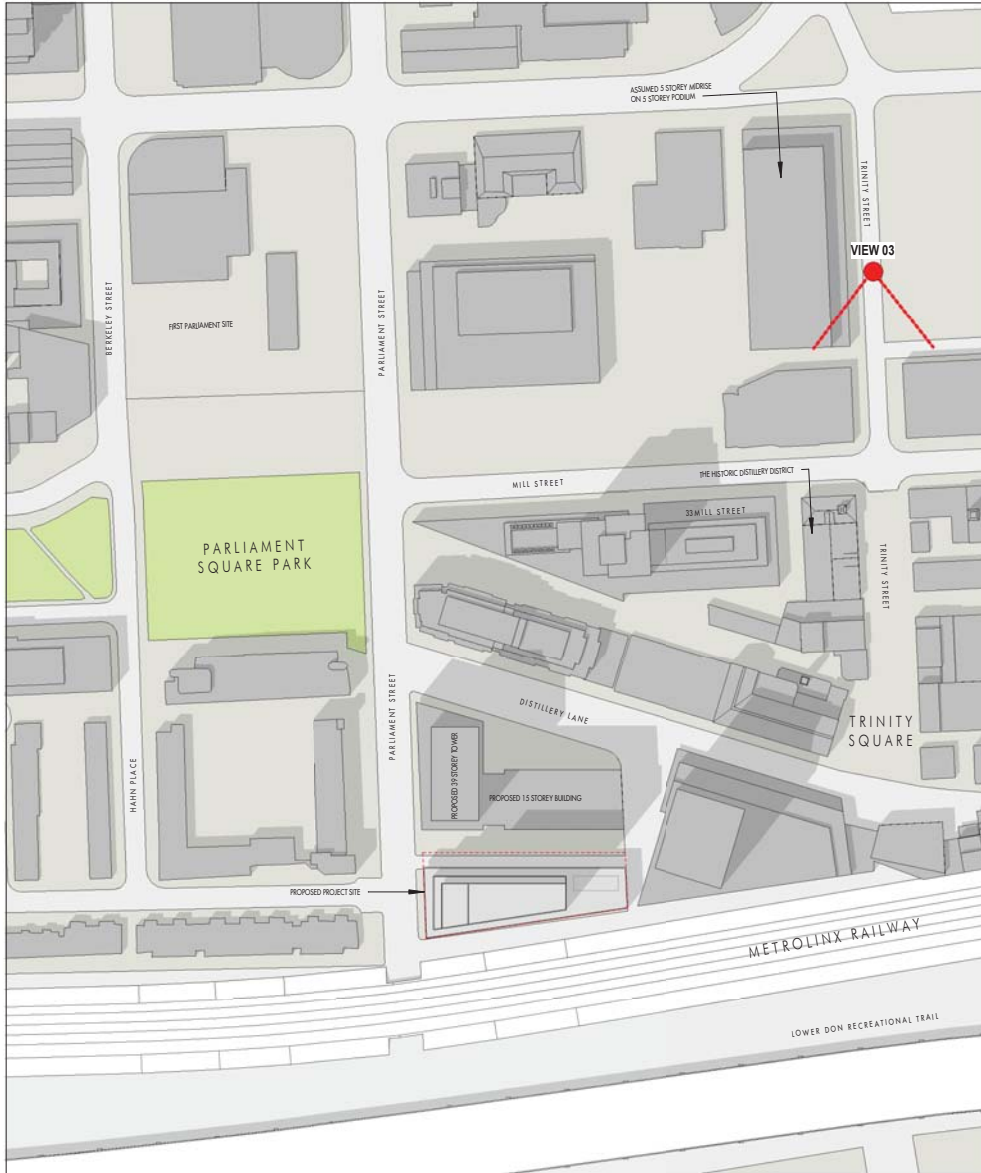 ASSUMED 5 STOREY MIDRISE
ON 5 STOREY PODIUM
TRINITY STREET
VIEW 03
BERKELEY STREET
FIRST PARLIAMENT SITE
PARLIAMENT STREET
THE HISTORIC DISTILLERY DISTRICT
MILL STREET
33 MILL STREET
PARLIAMENT
SQUARE PARK
TRINITY STREET
PARLIAMENT STREET
DISTILLERY LANE
TRINITY
SQUARE
HAHN PLACE
PROPOSED 39 STOREY TOWER
PROPOSED 15 STOREY BUILDING
PROPOSED PROJECT SITE
METROLINX RAILWAY
LOWER DON RECREATIONAL TRAIL